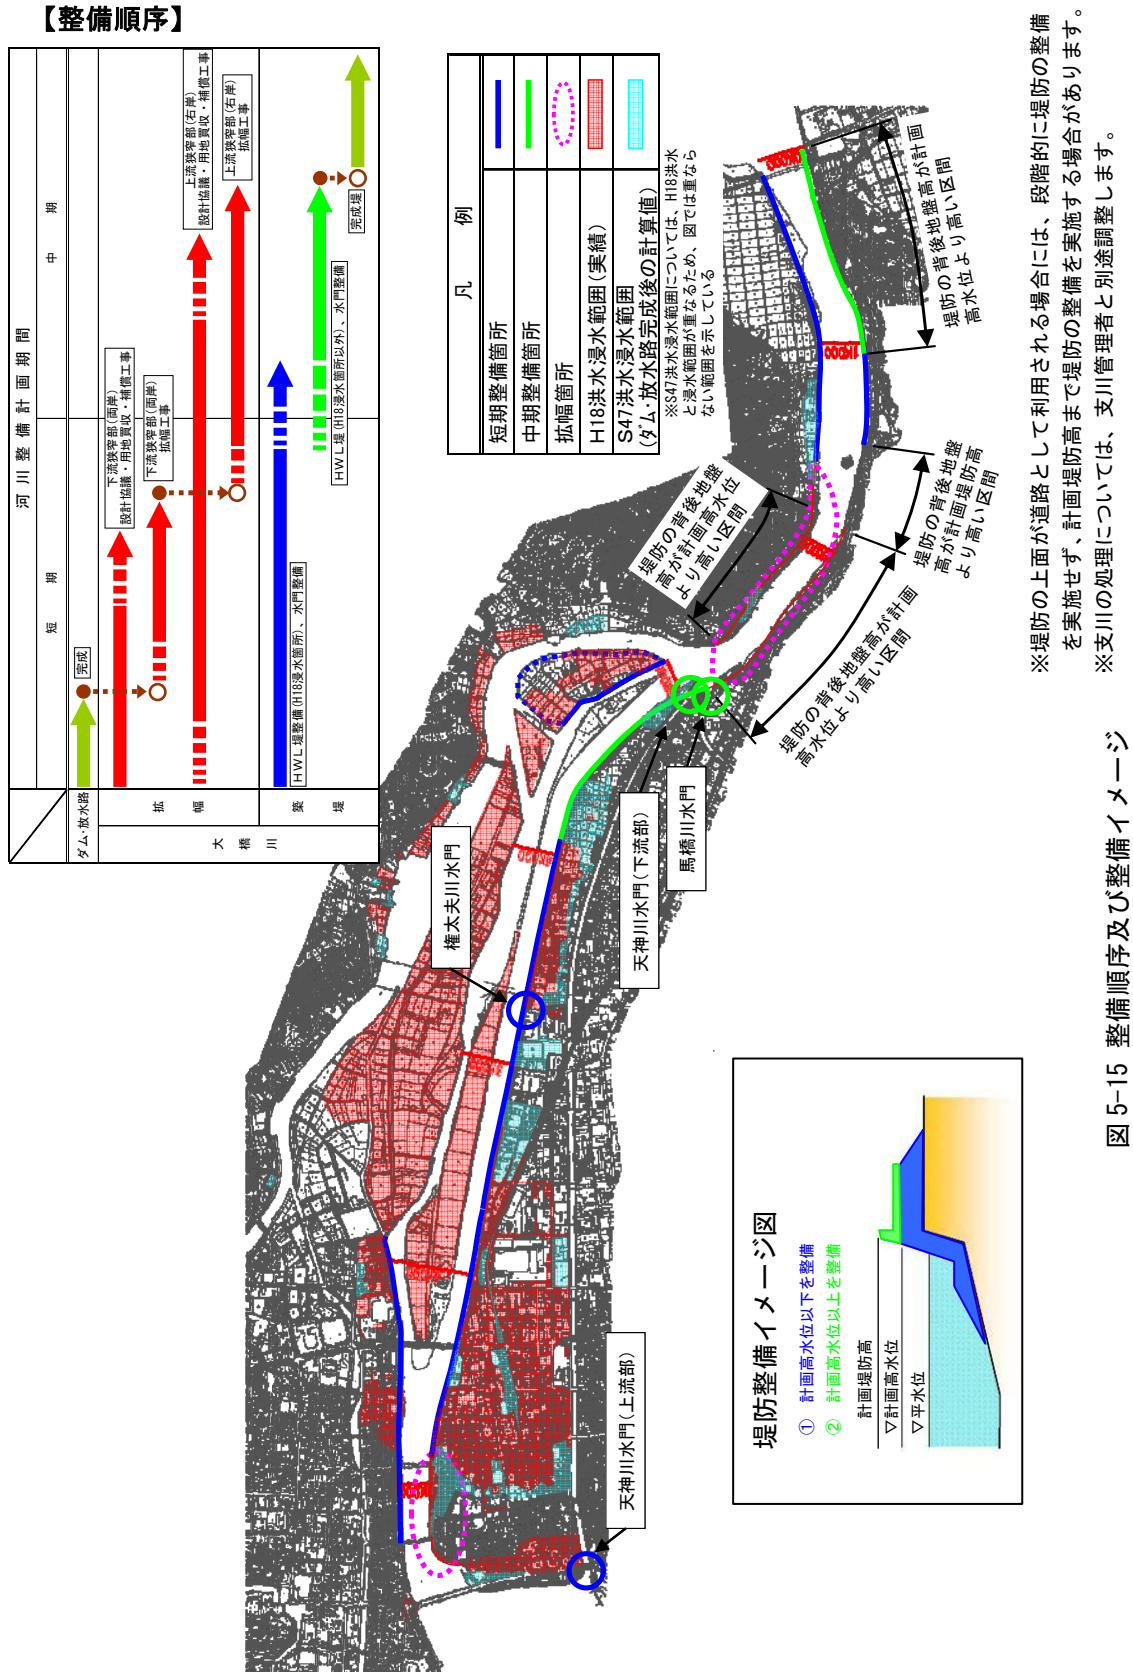 【整備順序】
河川整備計画期間
短期
中期
ダム・放水路
大橋川
拡幅
築堤
完成
下流狭窄部(両岸)
設計協議・用地買収・補償工事
下流狭窄部(両岸)
拡幅工事
上流狭窄部(右岸)
設計協議・用地買収・補償工事
上流狭窄部(右岸)
拡幅工事
HWL堤整備(H18浸水箇所)、水門整備
HWL堤(H18浸水箇所以外)、水門整備
完成堤
凡例
短期整備箇所
中期整備箇所
拡幅箇所
H18洪水浸水範囲(実績)
S47洪水浸水範囲
(ダム・放水路完成後の計算値)
※S47洪水浸水範囲については、H18洪水
と浸水範囲が重なるため、図では重なら
ない範囲を示している
堤防の背後地盤
高が計画高水位
より高い区間
堤防の背後地盤高が計画
高水位より高い区間
堤防の背後地盤
高が計画堤防高
より高い区間
堤防の背後地盤高が計画
高水位より高い区間
権太夫川水門
天神川水門(下流部)
馬橋川水門
天神川水門(上流部)
堤防整備イメージ図
① 計画高水位以下を整備
② 計画高水位以上を整備
計画堤防高
▽計画高水位
▽平水位
※堤防の上面が道路として利用される場合には、段階的に堤防の整備
を実施せず、計画堤防高まで堤防の整備を実施する場合があります。
※支川の処理については、支川管理者と別途調整します。
図 5-15 整備順序及び整備イメージ